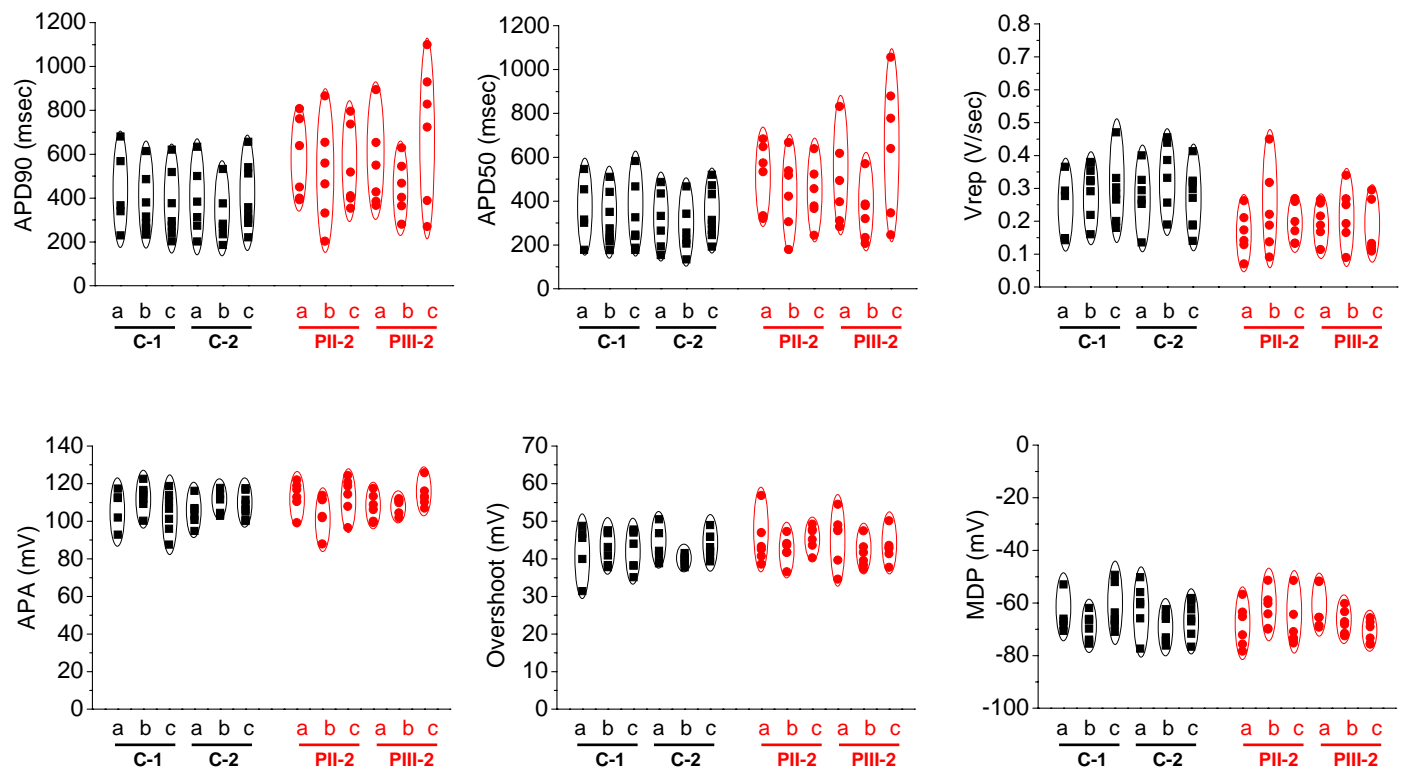 APD90 (msec)
1200
1000
800
600
400
200
0
a b c a b c a b c a b c
C-1 C-2 PII-2 PIII-2
APD50 (msec)
1200
1000
800
600
400
200
0
a b c a b c a b c a b c
C-1 C-2 PII-2 PIII-2
Vrep (V/sec)
0.8
0.7
0.6
0.5
0.4
0.3
0.2
0.1
0.0
a b c a b c a b c a b c
C-1 C-2 PII-2 PIII-2
APA (mV)
140
120
100
80
60
40
20
0
a b c a b c a b c a b c
C-1 C-2 PII-2 PIII-2
Overshoot (mV)
70
60
50
40
30
20
10
0
a b c a b c a b c a b c
C-1 C-2 PII-2 PIII-2
MDP (mV)
0
-20
-40
-60
-80
-100
a b c a b c a b c a b c
C-1 C-2 PII-2 PIII-2